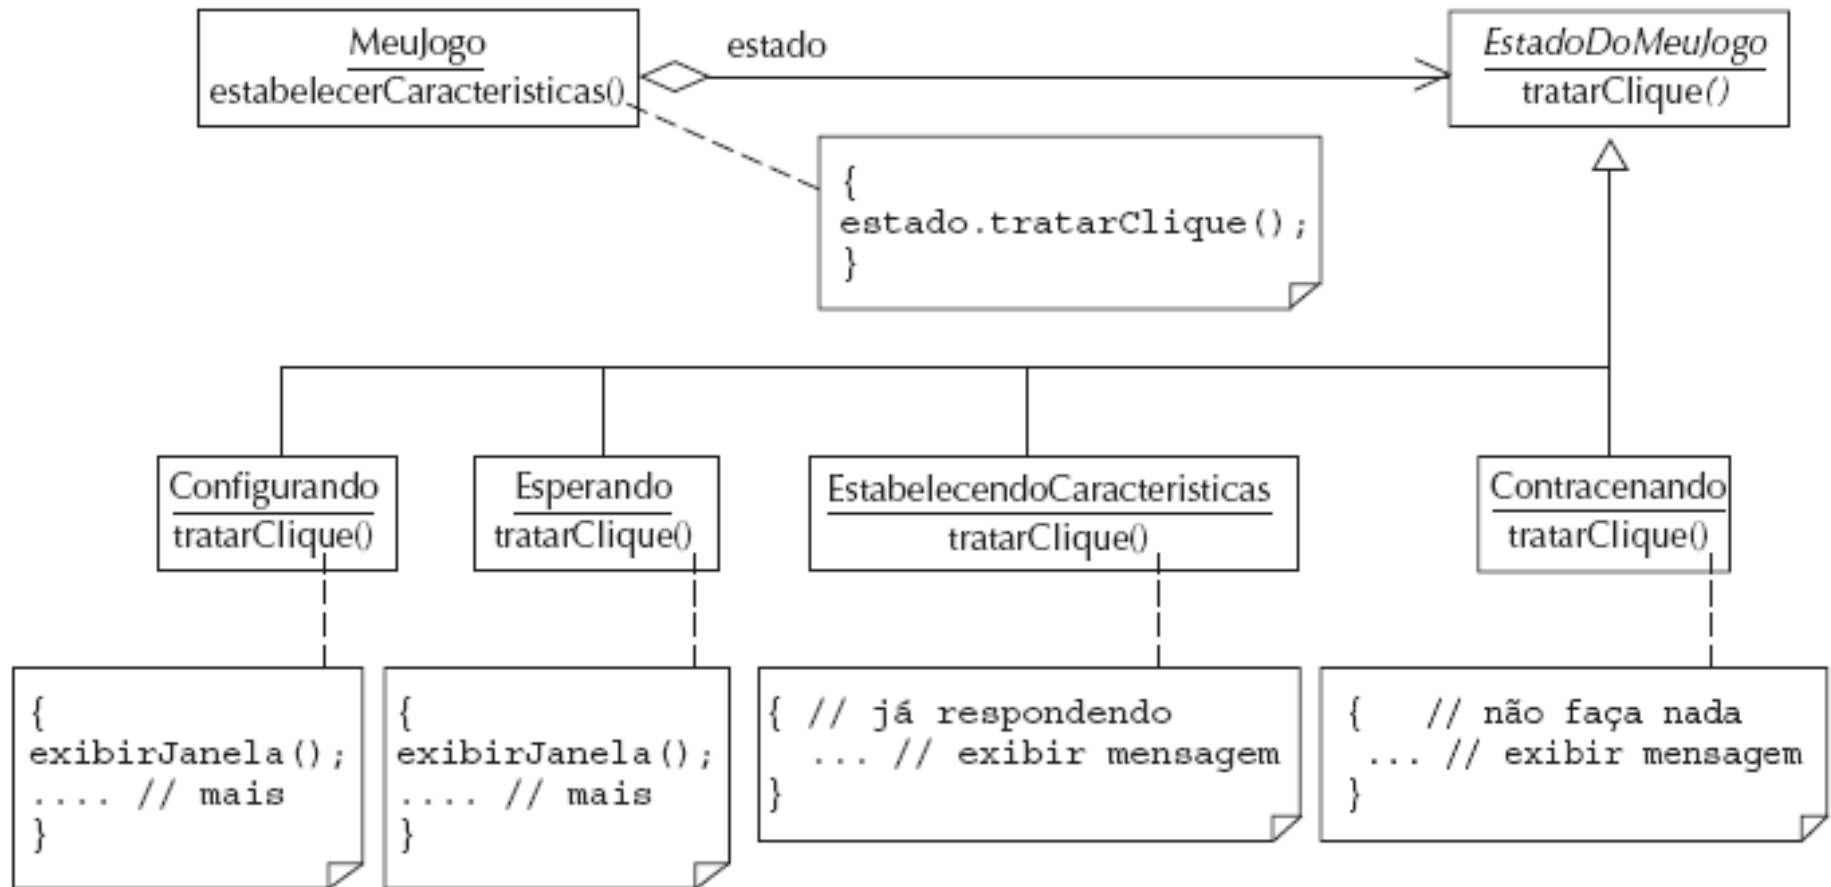 MeuJogo
estabelecerCaracteristicas()
estado
EstadoDoMeuJogo
tratarClique()
{
estado.tratarClique();
}
Configurando
tratarClique()
Esperando
tratarClique()
EstabelecendoCaracteristicas
tratarClique()
Contracenando
tratarClique()
{
exibirJanela();
.... // mais
}
{
exibirJanela();
.... // mais
}
{ // já respondendo
... // exibir mensagem
}
{ // não faça nada
... // exibir mensagem
}